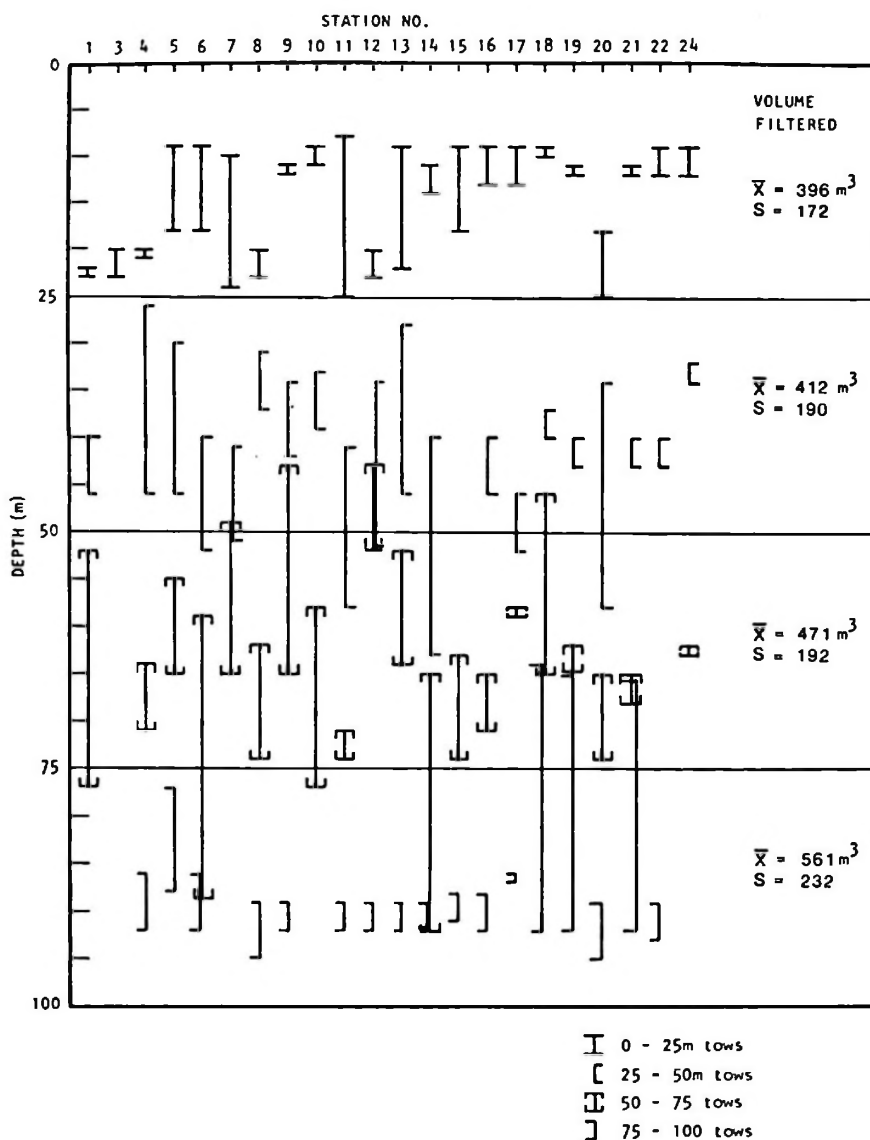 STATION NO.
1 3 4 5 6 7 8 9 10 11 12 13 14 15 16 17 18 19 20 21 22 24
0
VOLUME
FILTERED
X̄ = 396 m³
S = 172
25
X̄ = 412 m³
S = 190
DEPTH (m)
50
X̄ = 471 m³
S = 192
75
X̄ = 561 m³
S = 232
100
0 - 25m tows
25 - 50m tows
50 - 75 tows
75 - 100 tows